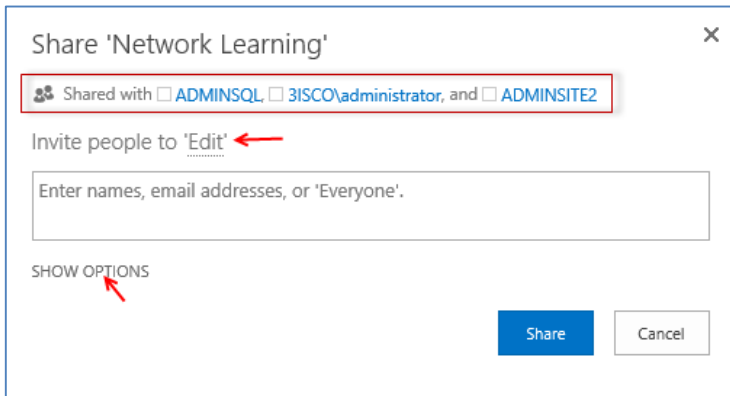 Share 'Network Learning'
Shared with ADMINSQL, 3ISCO\administrator, and ADMINSITE2
Invite people to 'Edit'
Enter names, email addresses, or 'Everyone'.
SHOW OPTIONS
Share Cancel